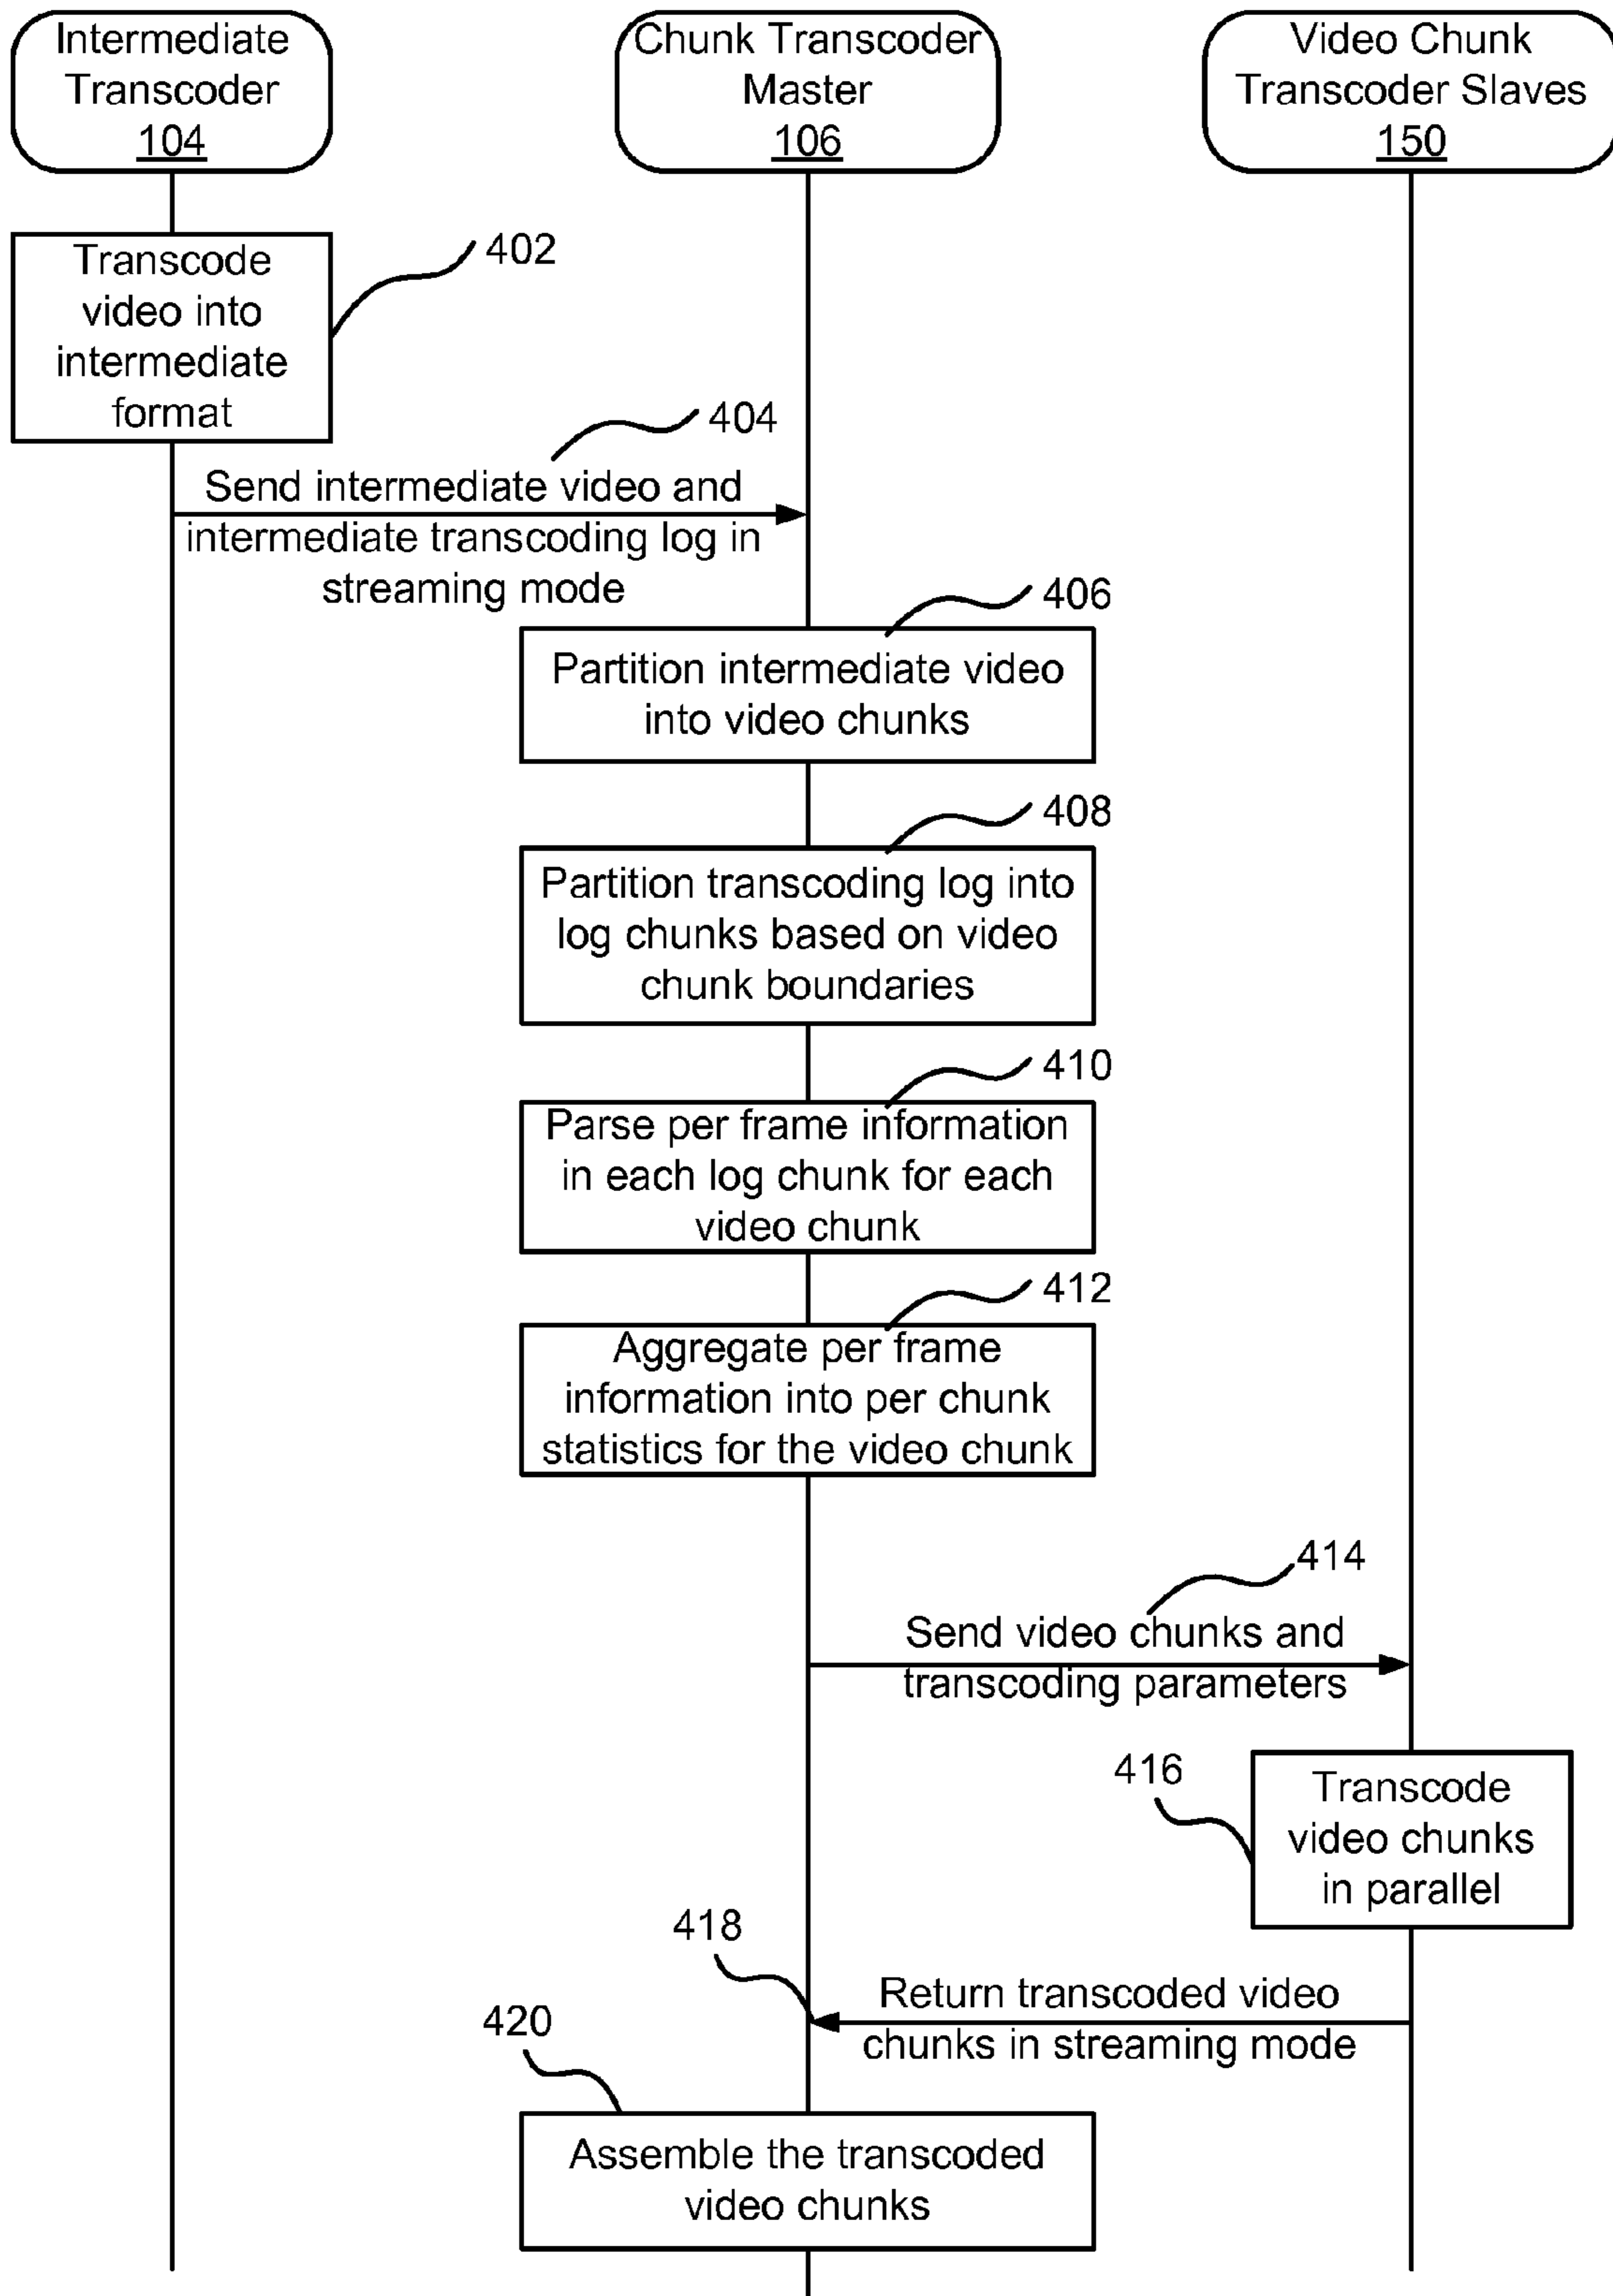 Intermediate
Transcoder
104
Chunk Transcoder
Master
106
Video Chunk
Transcoder Slaves
150
Transcode
video into
intermediate
format
402
404
Send intermediate video and
intermediate transcoding log in
streaming mode
406
Partition intermediate video
into video chunks
408
Partition transcoding log into
log chunks based on video
chunk boundaries
410
Parse per frame information
in each log chunk for each
video chunk
412
Aggregate per frame
information into per chunk
statistics for the video chunk
414
Send video chunks and
transcoding parameters
416
Transcode
video chunks
in parallel
418
Return transcoded video
chunks in streaming mode
420
Assemble the transcoded
video chunks